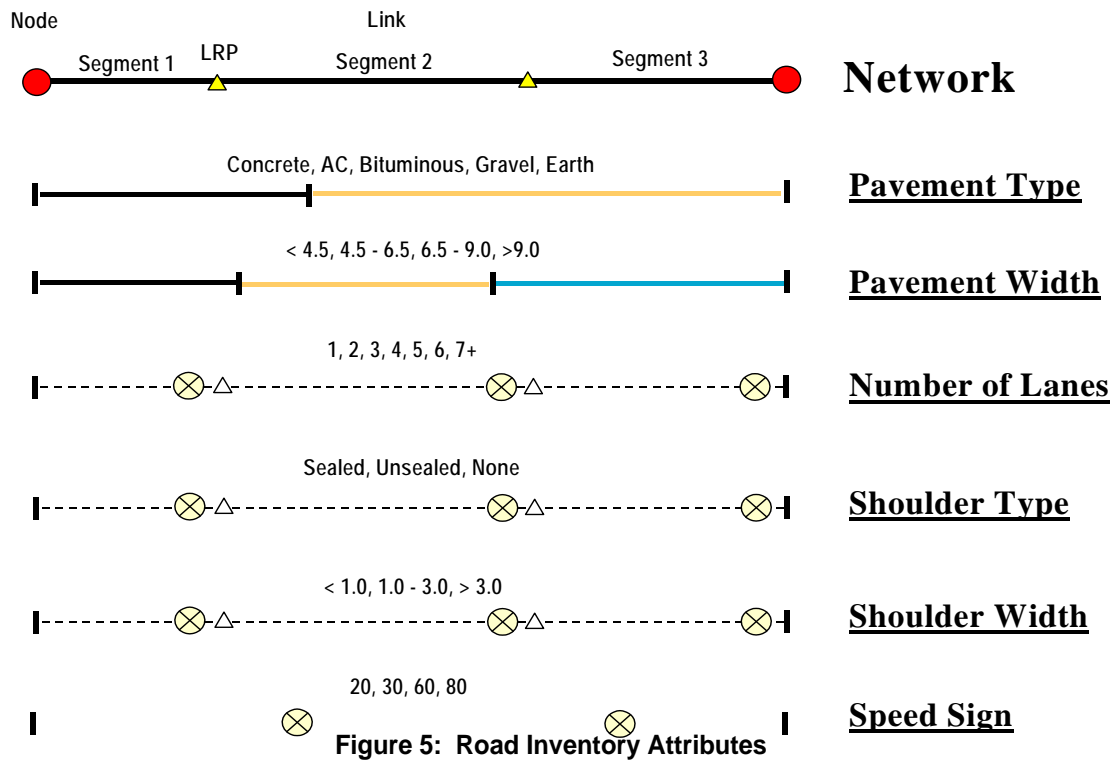 Node
Link
Segment 1
LRP
Segment 2
Segment 3
Network
Concrete, AC, Bituminous, Gravel, Earth
Pavement Type
< 4.5, 4.5 - 6.5, 6.5 - 9.0, >9.0
Pavement Width
1, 2, 3, 4, 5, 6, 7+
Number of Lanes
Sealed, Unsealed, None
Shoulder Type
< 1.0, 1.0 - 3.0, > 3.0
Shoulder Width
20, 30, 60, 80
Speed Sign
Figure 5: Road Inventory Attributes